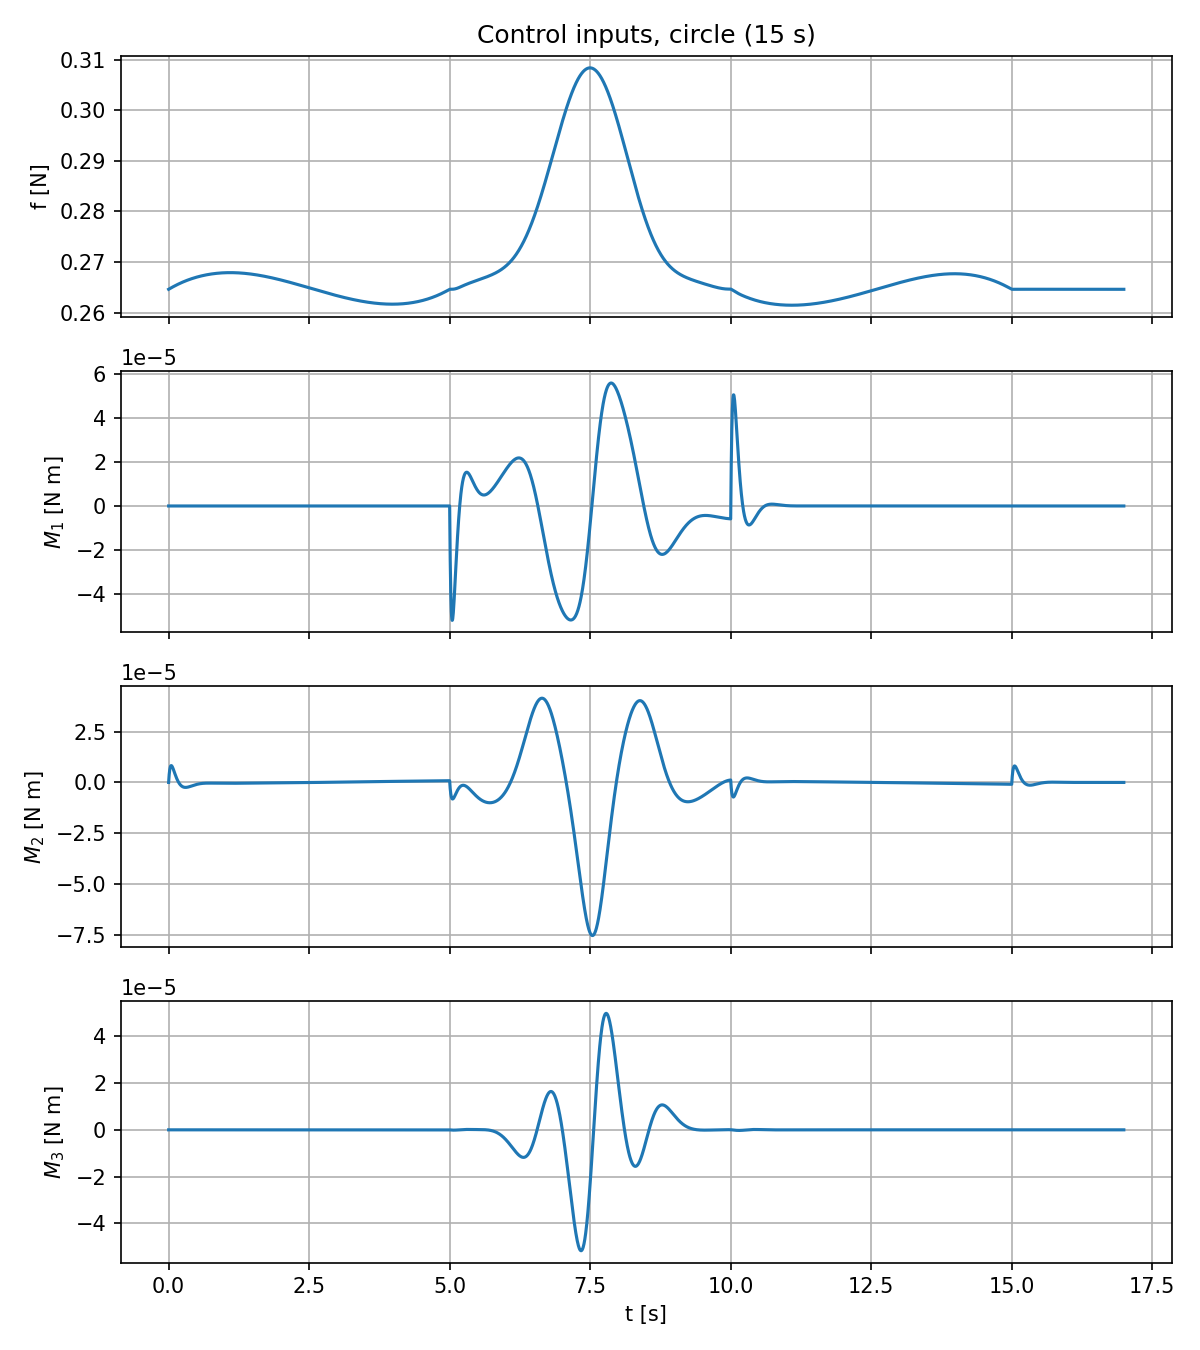 Control inputs, circle (15 s)
0.31
0.30
0.29
0.28
0.27
0.26
f [N]
1e−5
6
4
2
0
−2
−4
M₁ [N m]
1e−5
2.5
0.0
−2.5
−5.0
−7.5
M₂ [N m]
1e−5
4
2
0
−2
−4
M₃ [N m]
0.0 2.5 5.0 7.5 10.0 12.5 15.0 17.5
t [s]